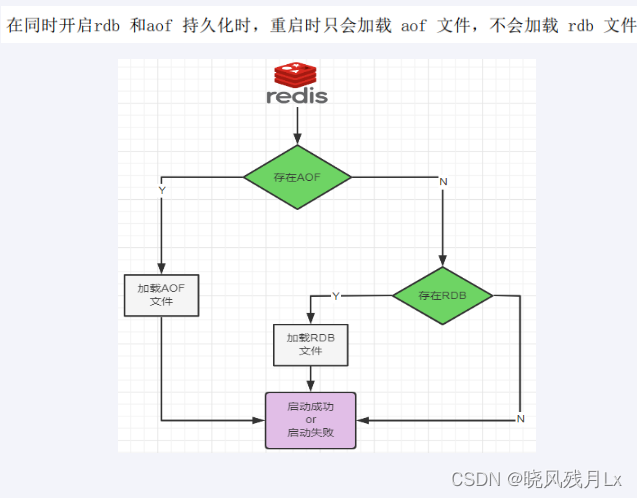 在同时开启rdb 和aof 持久化时，重启时只会加载 aof 文件，不会加载 rdb 文件
redis
存在AOF
Y
N
加载AOF
文件
存在RDB
Y
加载RDB
文件
启动成功
or
启动失败
N
CSDN @晓风残月Lx